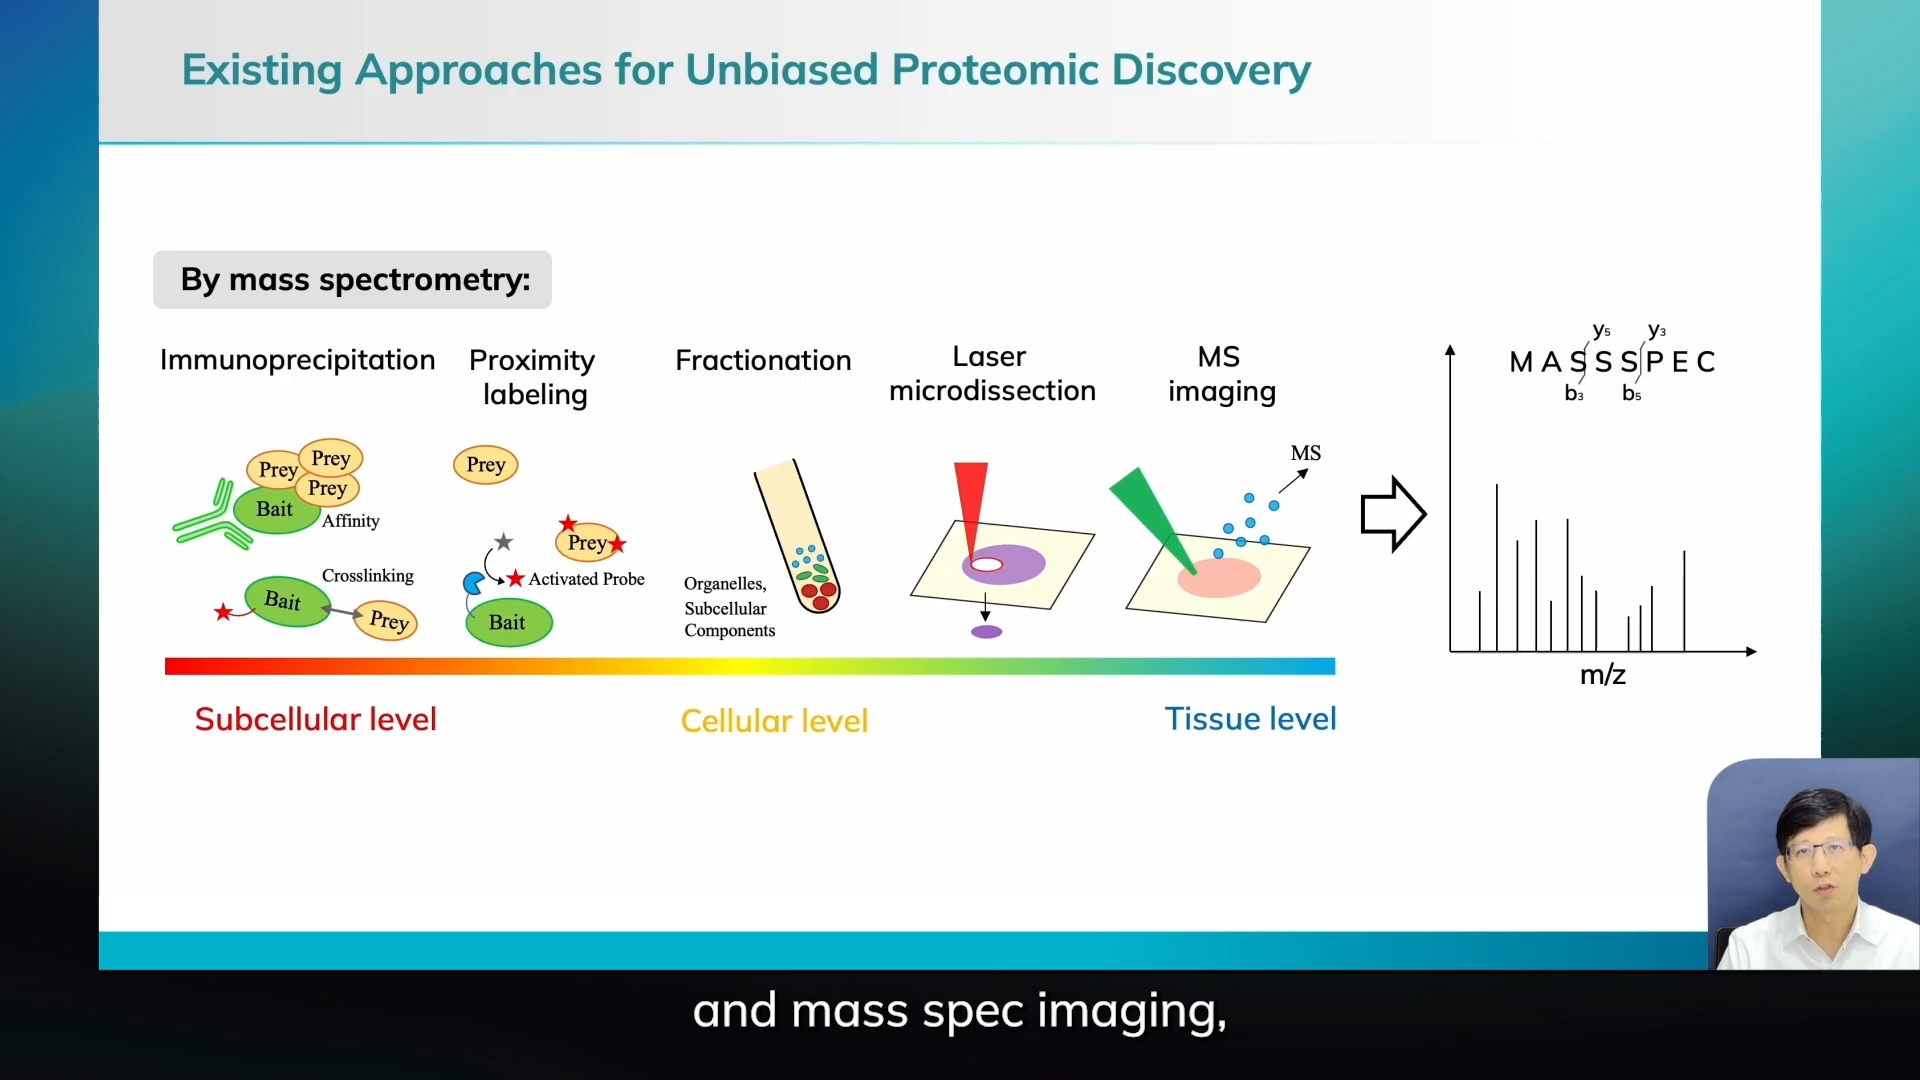 Existing Approaches for Unbiased Proteomic Discovery
By mass spectrometry:
Immunoprecipitation
Proximity
labeling
Fractionation
Laser
microdissection
MS
imaging
Prey
Prey
Prey
Bait
Affinity
Crosslinking
Bait
Prey
Prey
Prey
Activated Probe
Bait
Organelles,
Subcellular
Components
MS
y5 y3
M A S S S P E C
b3 b5
m/z
Subcellular level
Cellular level
Tissue level
and mass spec imaging,